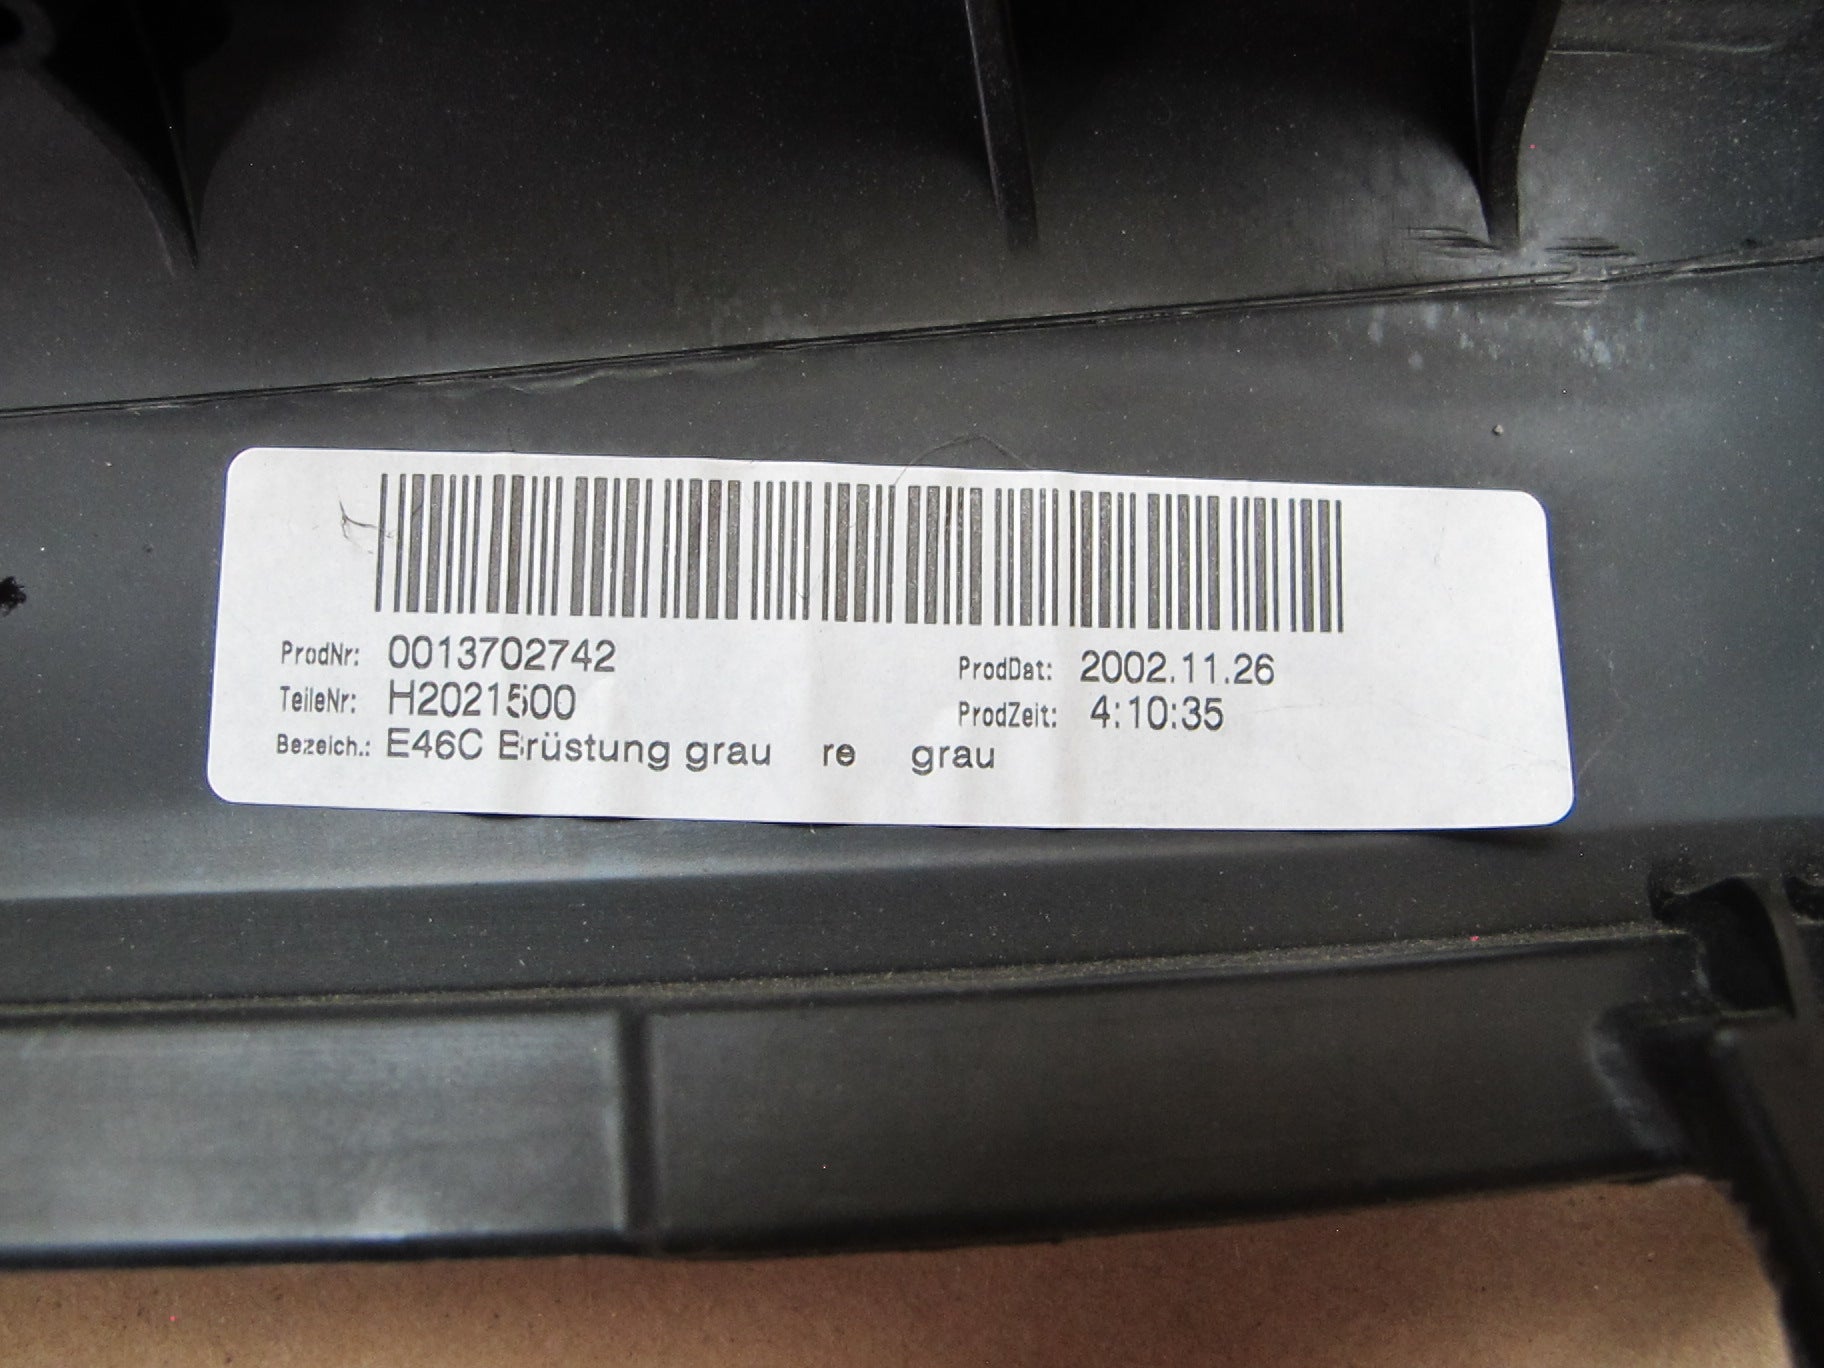 ProdNr: 0013702742
ProdDat: 2002.11.26
TeileNr: H2021500
ProdZeit: 4:10:35
Bezeich.: E46C Brüstung grau re grau